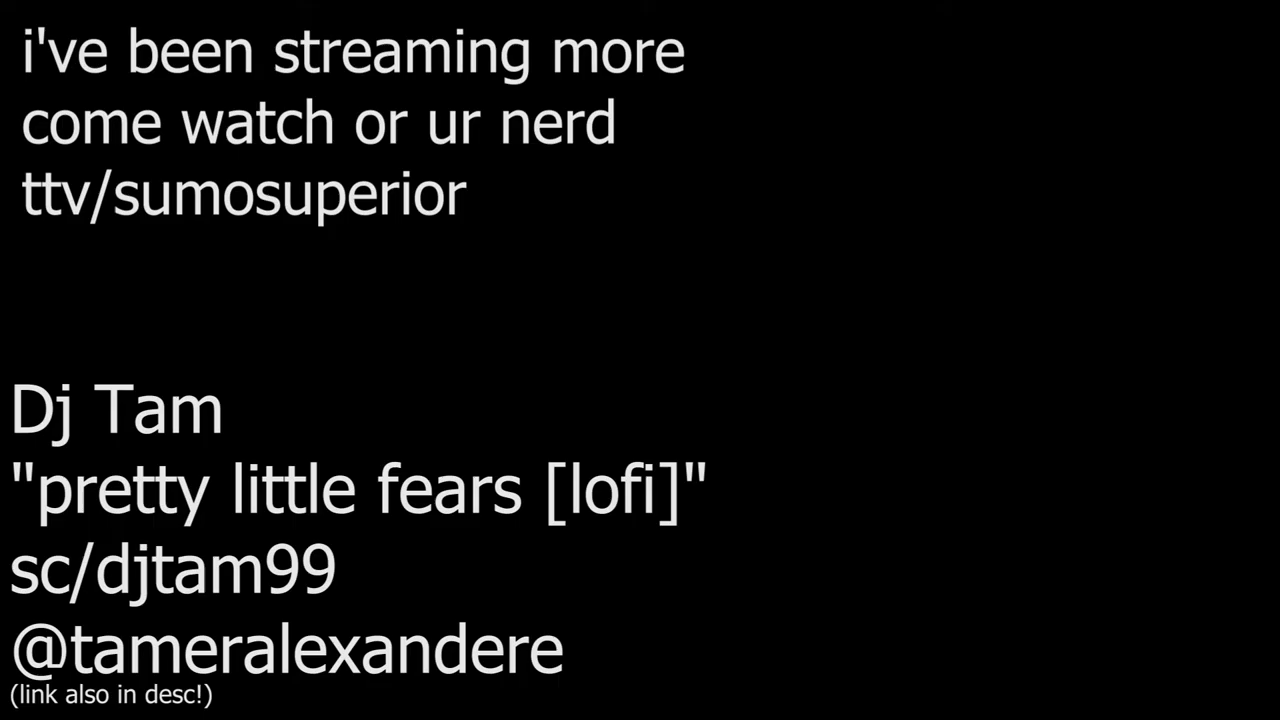 i've been streaming more
come watch or ur nerd
ttv/sumosuperior
Dj Tam
"pretty little fears [lofi]"
sc/djtam99
@tameralexandere
(link also in desc!)